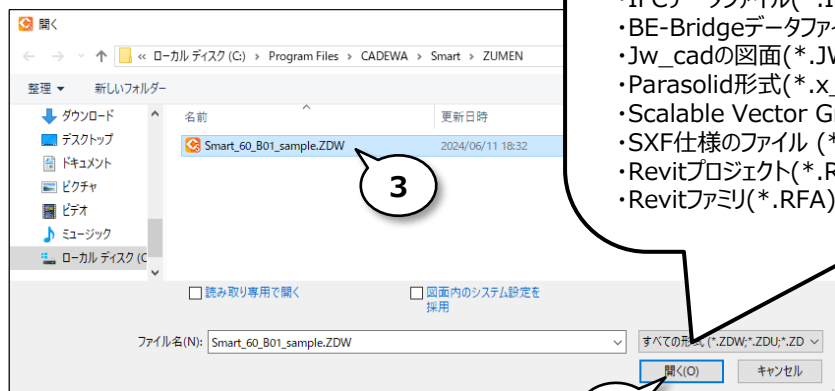 開く
・BE-Bridgeデータファ
・Jw_cadの図面(*.JW
・Parasolid形式(*.x_
・Scalable Vector G
・SXF仕様のファイル (*
・Revitプロジェクト(*.R
・Revitファミリ(*.RFA)
« ローカル ディスク (C:) › Program Files › CADEWA › Smart › ZUMEN
整理 新しいフォルダー
ダウンロード
デスクトップ
ドキュメント
ピクチャ
ビデオ
ミュージック
ローカル ディスク (C
名前 更新日時
Smart_60_B01_sample.ZDW 2024/06/11 18:32
3
読み取り専用で開く
図面内のシステム設定を
採用
ファイル名(N): Smart_60_B01_sample.ZDW
すべての形式 (*.ZDW;*.ZDU;*.ZD
開く(O) キャンセル